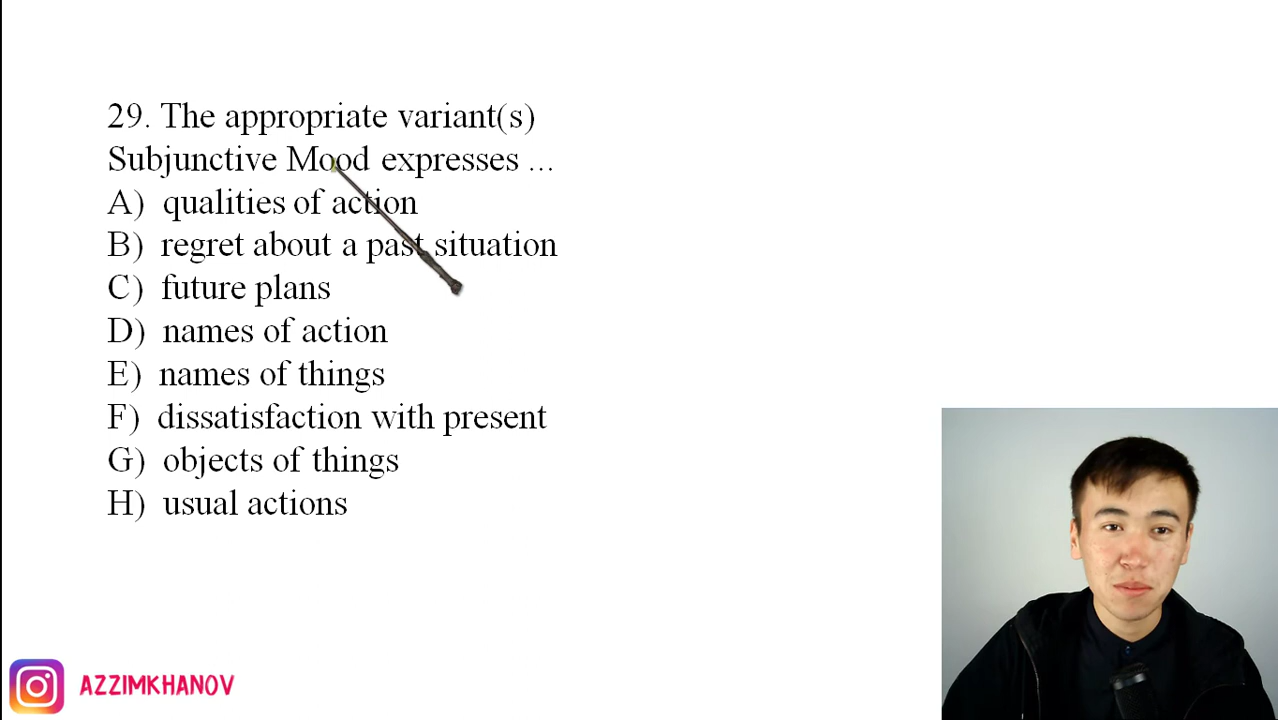 29. The appropriate variant(s)
Subjunctive Mood expresses ...
A) qualities of action
B) regret about a past situation
C) future plans
D) names of action
E) names of things
F) dissatisfaction with present
G) objects of things
H) usual actions
AZZIMKHANOV